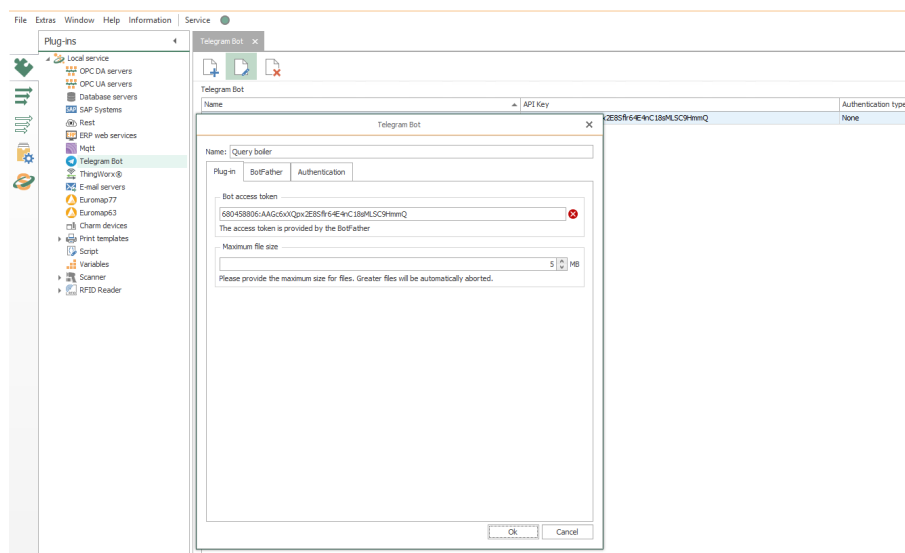 File Extras Window Help Information Service
Plug-ins
Telegram Bot
Local service
OPC DA servers
OPC UA servers
Database servers
SAP SAP Systems
Rest
ERP web services
Mqtt
Telegram Bot
ThingWorx®
E-mail servers
Euromap77
Euromap63
Charm devices
Print templates
Script
Variables
Scanner
RFID Reader
Telegram Bot
Name API Key Authentication type
None
Telegram Bot
Name: Query boiler
Plug-in BotFather Authentication
Bot access token
The access token is provided by the BotFather
Maximum file size
5 MB
Please provide the maximum size for files. Greater files will be automatically aborted.
Ok Cancel